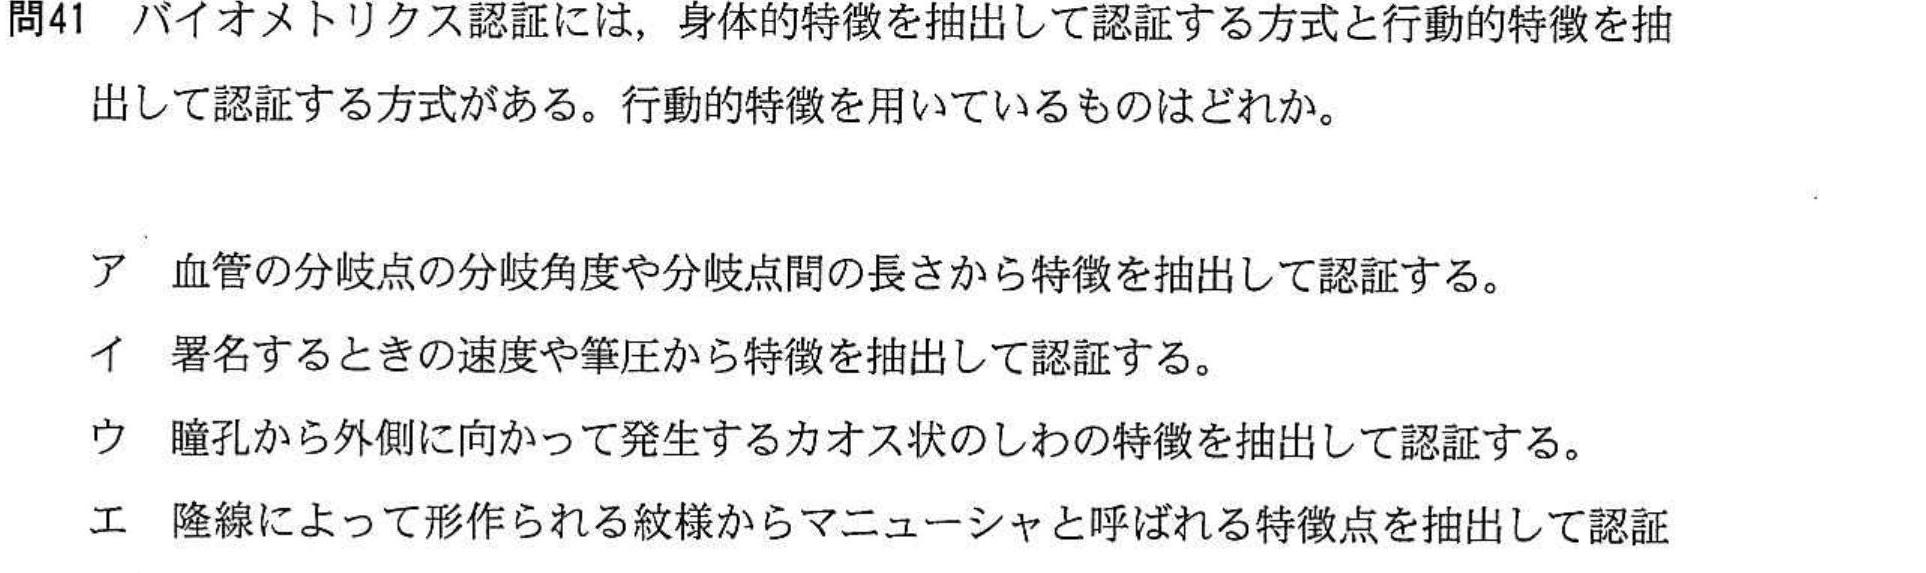 問41 バイオメトリクス認証には，身体的特徴を抽出して認証する方式と行動的特徴を抽
出して認証する方式がある。行動的特徴を用いているものはどれか。
ア 血管の分岐点の分岐角度や分岐点間の長さから特徴を抽出して認証する。
イ 署名するときの速度や筆圧から特徴を抽出して認証する。
ウ 瞳孔から外側に向かって発生するカオス状のしわの特徴を抽出して認証する。
エ 隆線によって形作られる紋様からマニューシャと呼ばれる特徴点を抽出して認証